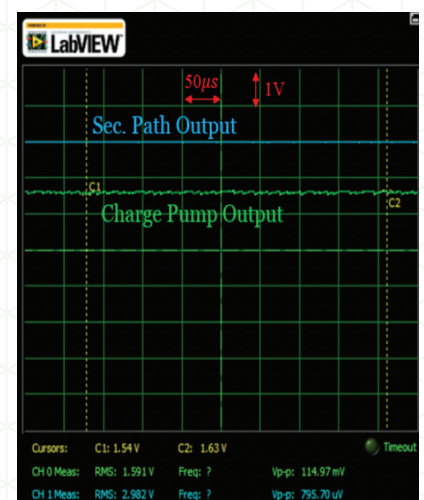 LabVIEW
50μs
1V
Sec. Path Output
C1
C2
Charge Pump Output
Cursors: C1: 1.54 V C2: 1.63 V Timeout
CH 0 Meas: RMS: 1.591 V Freq: ? Vp-p: 114.97 mV
CH 1 Meas: RMS: 2.982 V Freq: ? Vp-p: 795.70 uV